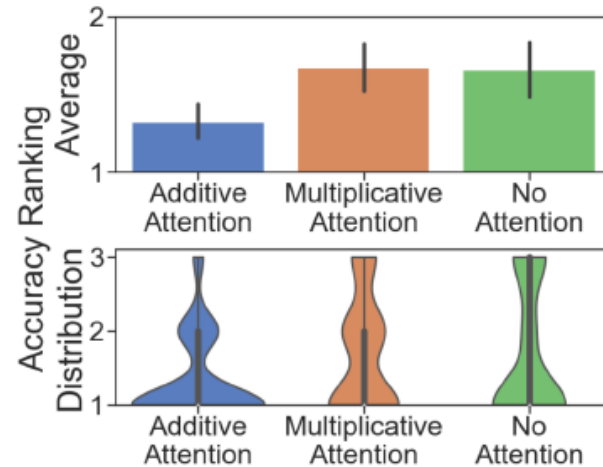 Accuracy Ranking
Average
2
1
Additive Attention
Multiplicative Attention
No Attention
Distribution
3
2
1
Additive Attention
Multiplicative Attention
No Attention